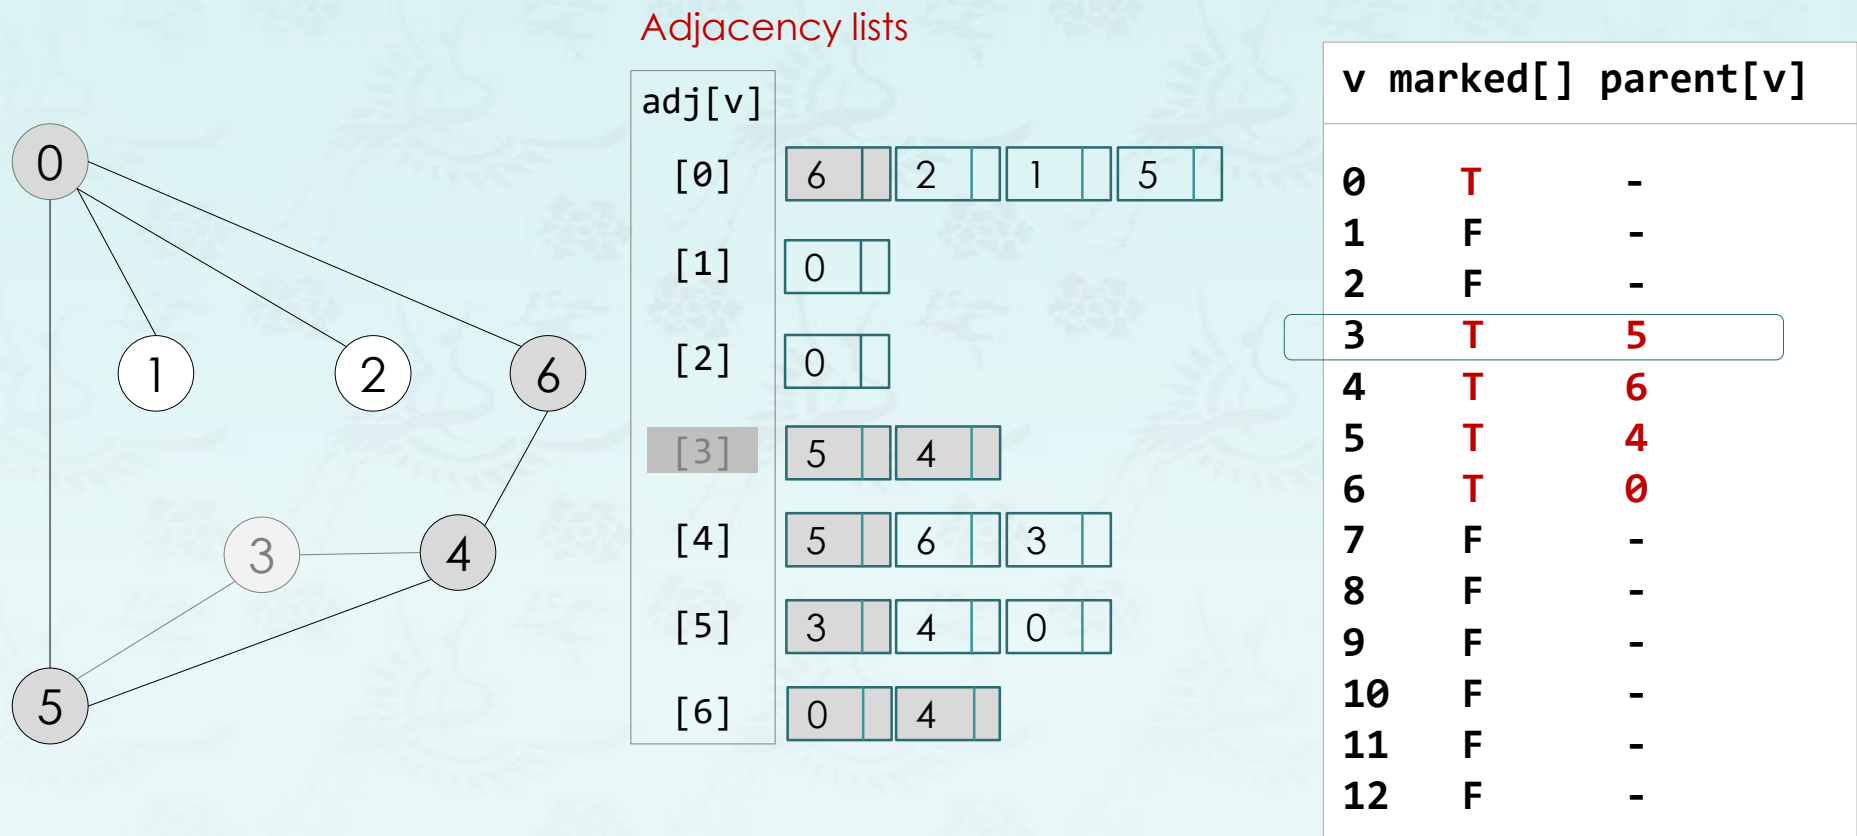 Adjacency lists
adj[v]
[0] 6 2 1 5
[1] 0
[2] 0
[3] 5 4
[4] 5 6 3
[5] 3 4 0
[6] 0 4
0
1 2 6
3 4
5
v marked[] parent[v]
0 T -
1 F -
2 F -
3 T 5
4 T 6
5 T 4
6 T 0
7 F -
8 F -
9 F -
10 F -
11 F -
12 F -